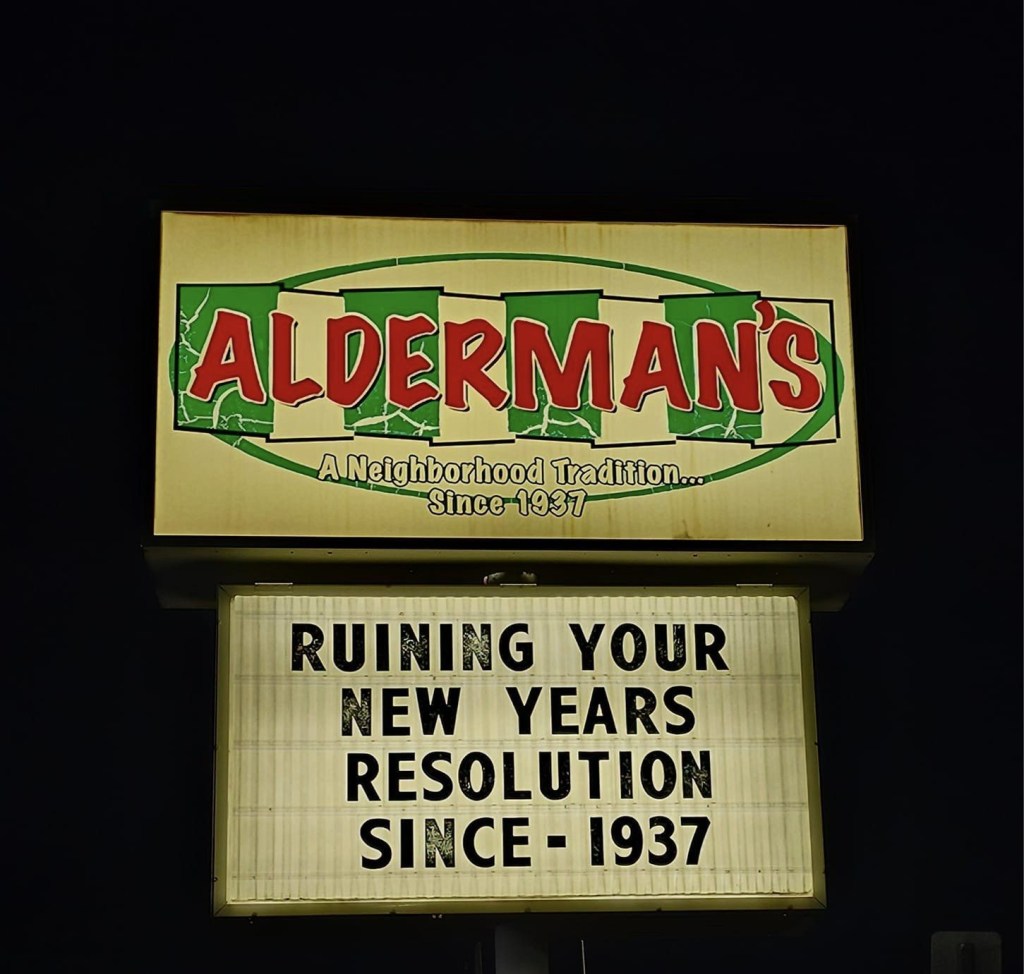 ALDERMAN'S
A Neighborhood Tradition...
Since 1937
RUINING YOUR
NEW YEARS
RESOLUTION
SINCE - 1937